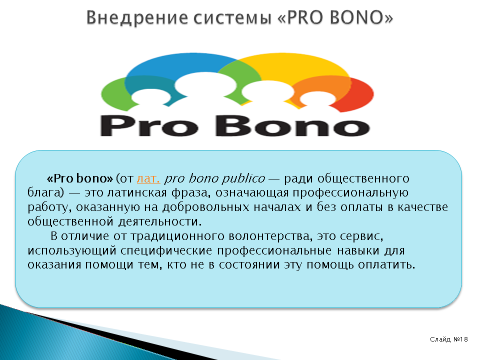 Внедрение системы «PRO BONO»
Pro Bono
«Pro bono» (от лат. pro bono publico — ради общественного
блага) — это латинская фраза, означающая профессиональную
работу, оказанную на добровольных началах и без оплаты в качестве
общественной деятельности.
В отличие от традиционного волонтерства, это сервис,
использующий специфические профессиональные навыки для
оказания помощи тем, кто не в состоянии эту помощь оплатить.
Слайд №18